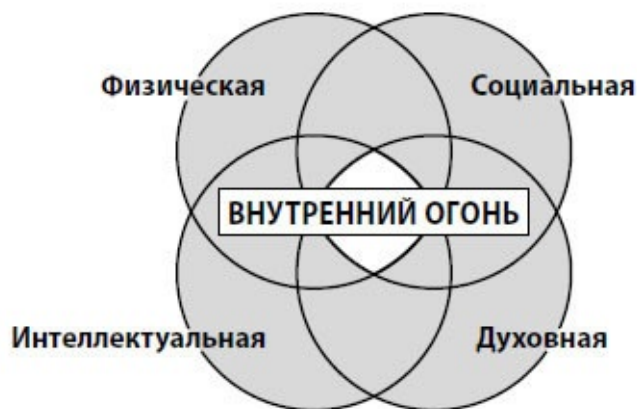 Физическая
Социальная
ВНУТРЕННИЙ ОГОНЬ
Интеллектуальная
Духовная